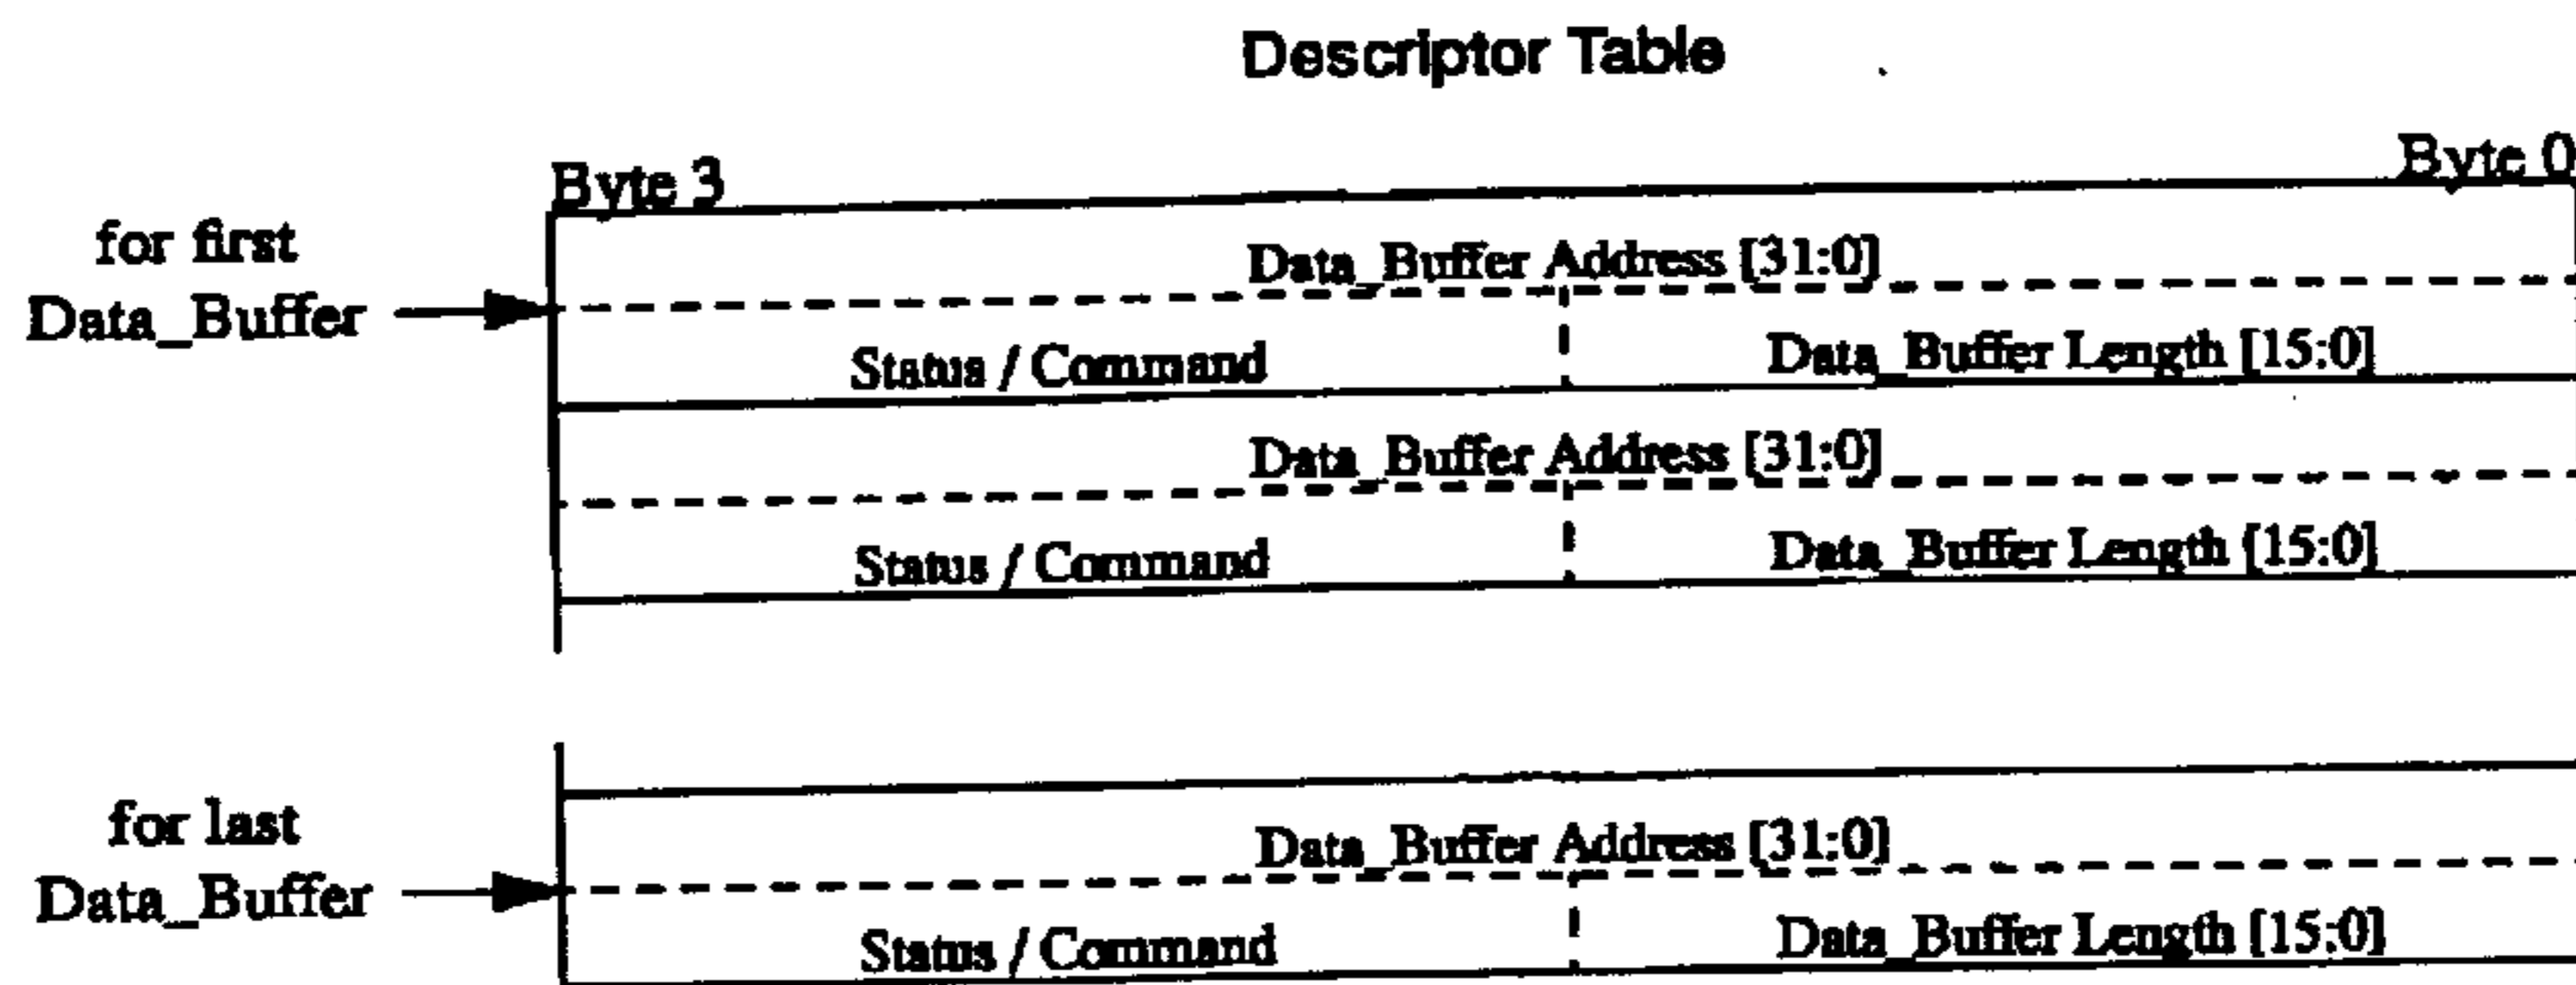 Descriptor Table
Byte 3 Byte 0
for first
Data_Buffer
Data_Buffer Address [31:0]
Status / Command Data_Buffer Length [15:0]
Data_Buffer Address [31:0]
Status / Command Data_Buffer Length [15:0]
for last
Data_Buffer
Data_Buffer Address [31:0]
Status / Command Data_Buffer Length [15:0]